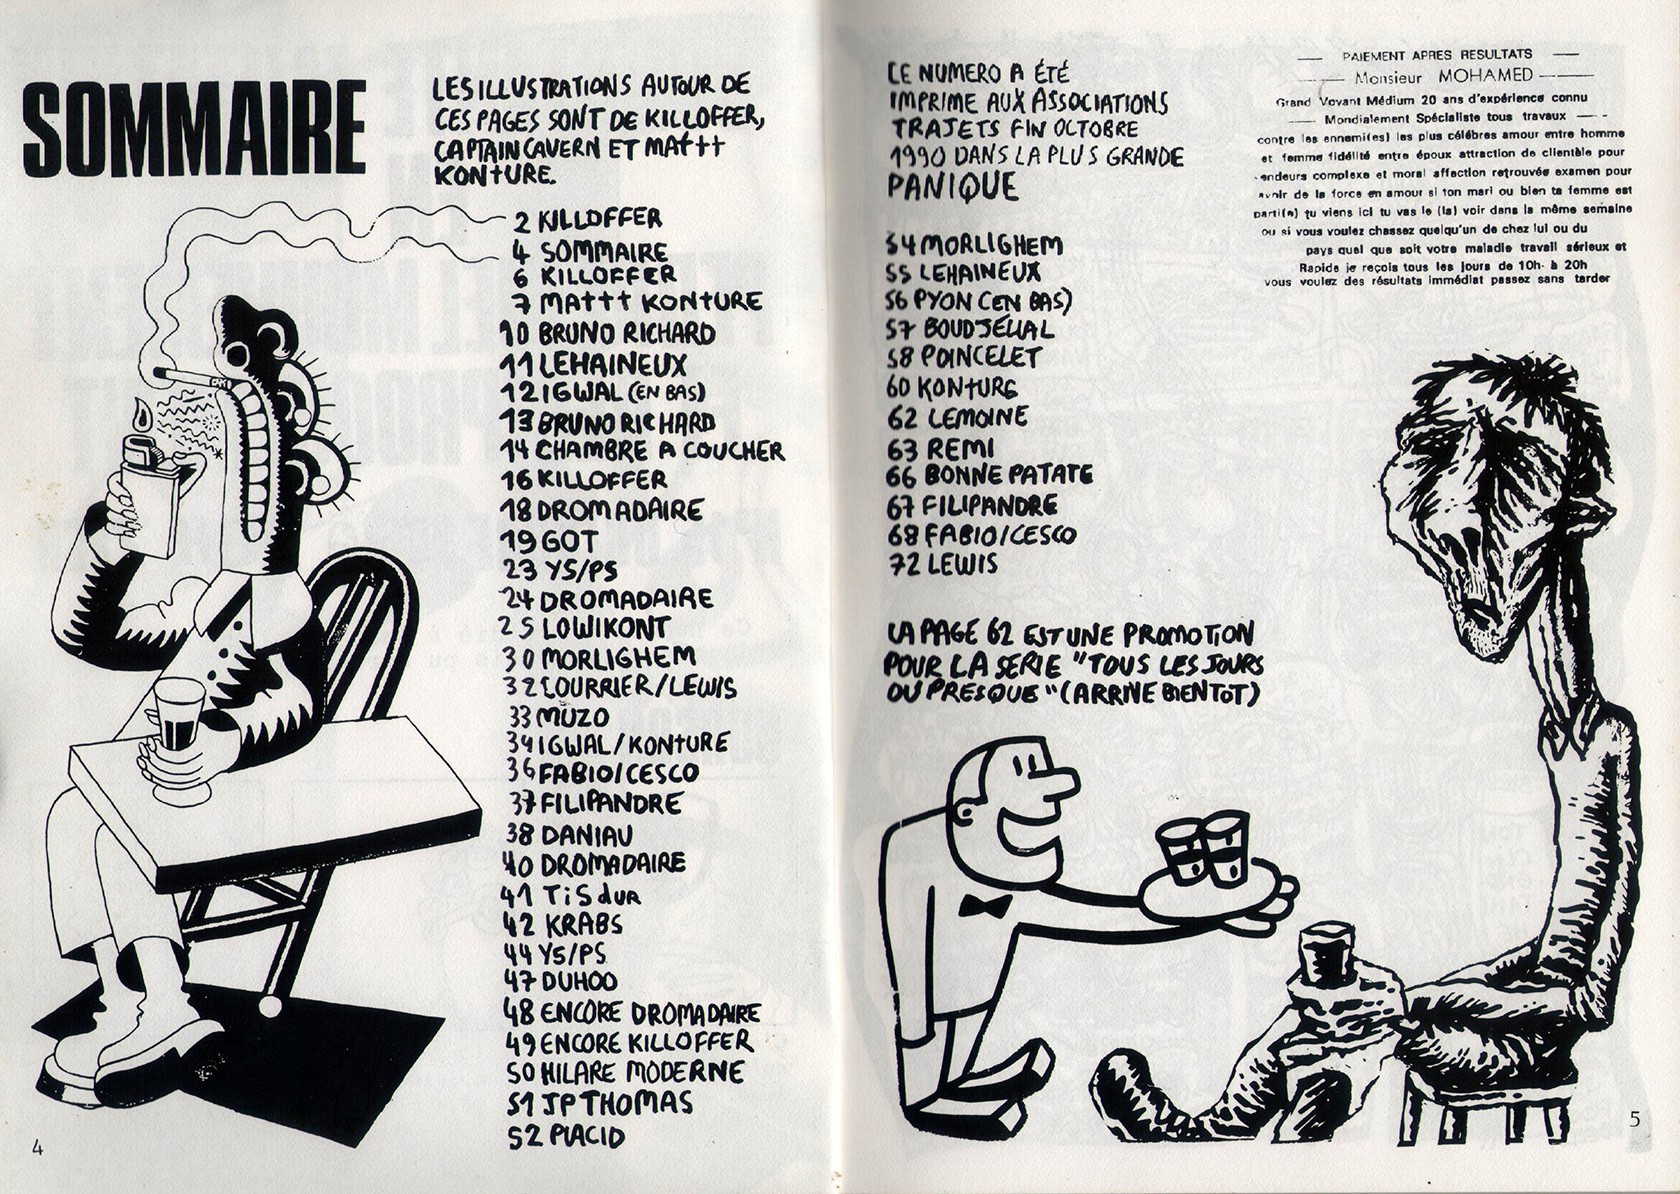 SOMMAIRE
LES ILLUSTRATIONS AUTOUR DE
CES PAGES SONT DE KILLOFFER,
CAPTAIN CAVERN ET MATTT
KONTURE.
2 KILLOFFER
4 SOMMAIRE
6 KILLOFFER
7 MATTT KONTURE
10 BRUNO RICHARD
11 LEHAINEUX
12 IGWAL (EN BAS)
13 BRUNO RICHARD
14 CHAMBRE A COUCHER
16 KILLOFFER
18 DROMADAIRE
19 GOT
23 Y5/P5
24 DROMADAIRE
25 LOWIKONT
30 MORLIGHEM
32 COURRIER/LEWIS
33 MUZO
34 IGWAL/KONTURE
36 FABIO/CESCO
37 FILIPANDRE
38 DANIAU
40 DROMADAIRE
41 TiS dUR
42 KRABS
44 Y5/PS
47 DUHOO
48 ENCORE DROMADAIRE
49 ENCORE KILLOFFER
50 HILARE MODERNE
51 JP THOMAS
52 PLACID
4
CE NUMERO A ÉTÉ
IMPRIME AUX ASSOCIATIONS
TRAJETS FIN OCTOBRE
1990 DANS LA PLUS GRANDE
PANIQUE
54 MORLIGHEM
55 LEHAINEUX
56 PYON (EN BAS)
57 BOUDJÉLLAL
58 POINCELET
60 KONTURE
62 LEMOINE
63 REMI
66 BONNE PATATE
67 FILIPANDRE
68 FABIO/CESCO
72 LEWIS
LA PAGE 62 EST UNE PROMOTION
POUR LA SERIE "TOUS LES JOURS
OU PRESQUE" (ARRIVE BIENTOT)
PAIEMENT APRES RESULTATS
Monsieur MOHAMED
Grand Voyant Médium 20 ans d'expérience connu
Mondialement Spécialiste tous travaux
contre les ennemi(es) les plus célèbres amour entre homme
et femme fidélité entre époux attraction de clientèle pour
vendeurs complexe et moral affection retrouvée examen pour
avoir de la force en amour si ton mari ou bien ta femme est
parti(e) tu viens ici tu vas le (la) voir dans la même semaine
ou si vous voulez chassez quelqu'un de chez lui ou du
pays quel que soit votre maladie travail sérieux et
Rapide je reçois tous les jours de 10h. à 20h
vous voulez des résultats immédiat passez sans tarder
5